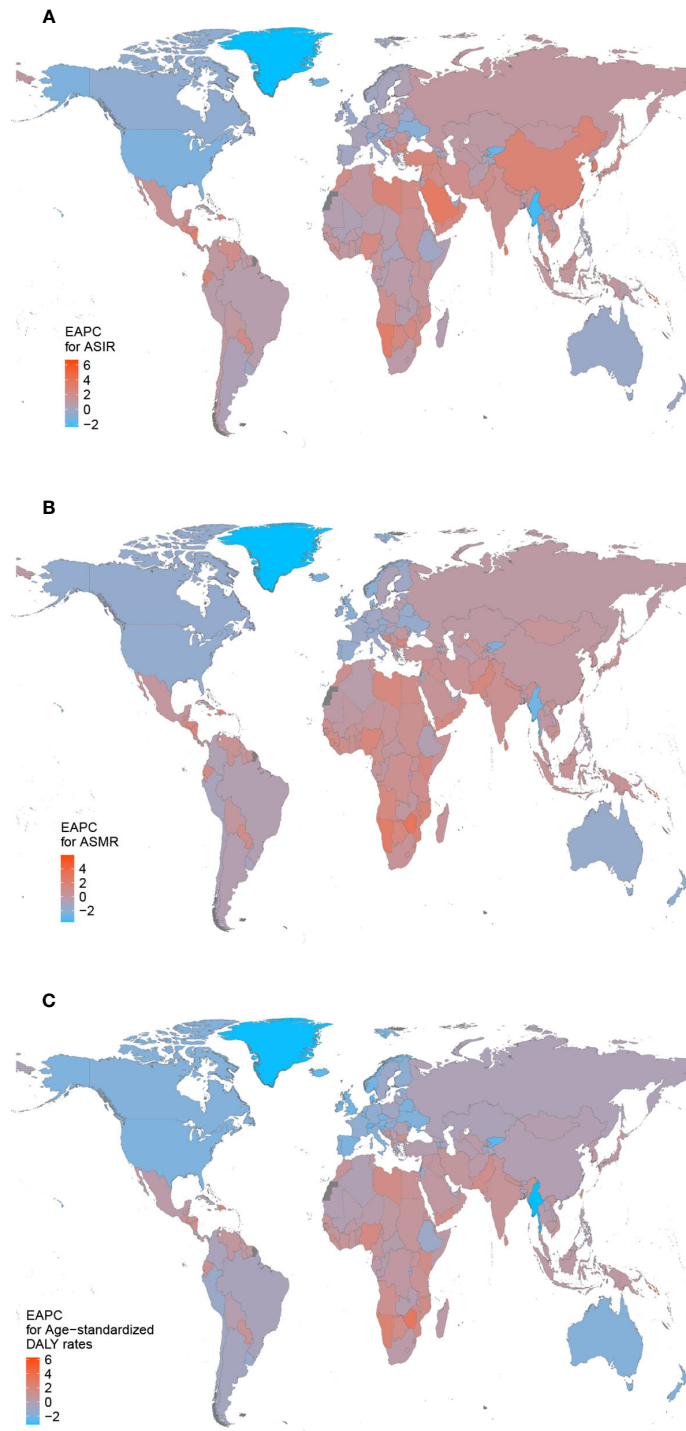 A
EAPC
for ASIR
6
4
2
0
−2
B
EAPC
for ASMR
4
2
0
−2
C
EAPC
for Age−standardized
DALY rates
6
4
2
0
−2